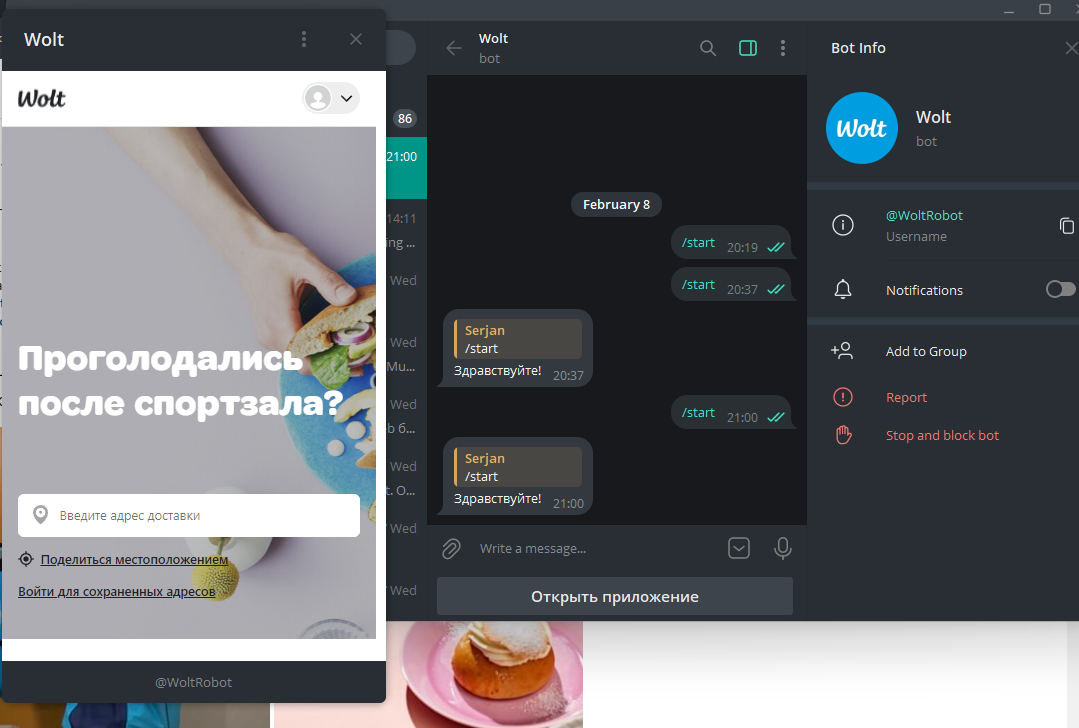 Wolt
Wolt
Проголодались
после спортзала?
Введите адрес доставки
Поделиться местоположением
Войти для сохраненных адресов
@WoltRobot
86
21:00
14:11
ing ...
Wed
Wed
Mu...
Wed
b б...
Wed
t. O...
Wed
Wed
Wolt
bot
February 8
/start 20:19
/start 20:37
Serjan
/start
Здравствуйте! 20:37
/start 21:00
Serjan
/start
Здравствуйте! 21:00
Write a message...
Открыть приложение
Bot Info
Wolt
Wolt
bot
@WoltRobot
Username
Notifications
Add to Group
Report
Stop and block bot